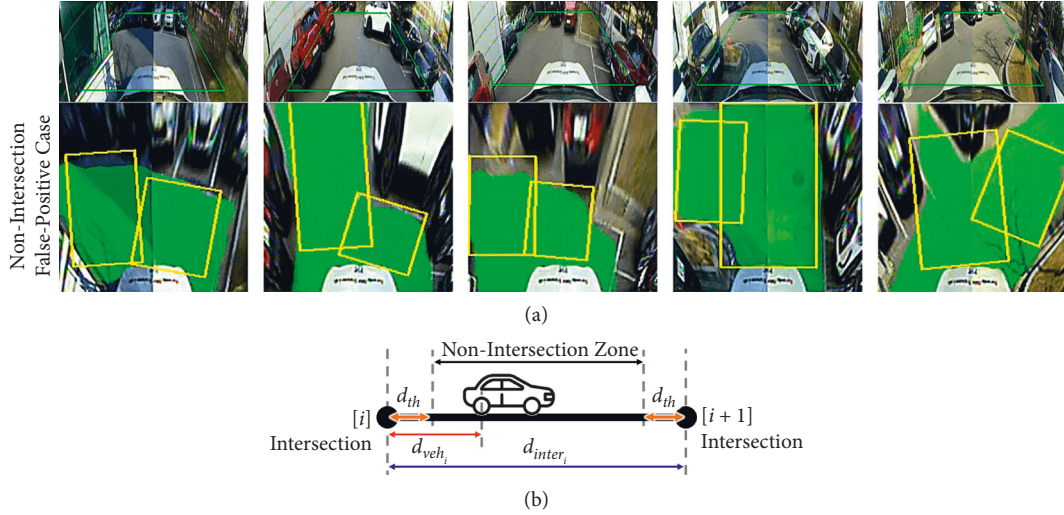 Non-Intersection
False-Positive Case
(a)
Non-Intersection Zone
d_th
d_th
[i]
Intersection
[i + 1]
Intersection
d_veh_i
d_inter_i
(b)